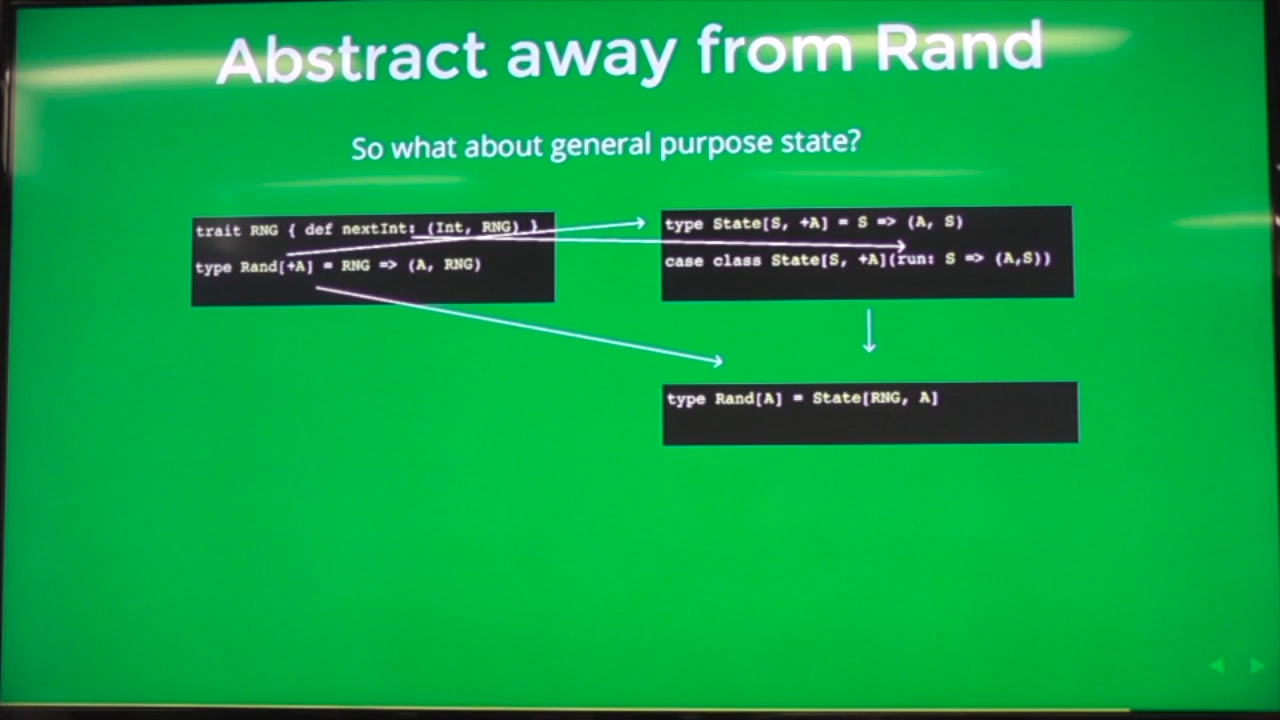 Abstract away from Rand
So what about general purpose state?
trait RNG { def nextInt: (Int, RNG) }
type Rand[+A] = RNG => (A, RNG)
type State[S, +A] = S => (A, S)
case class State[S, +A](run: S => (A,S))
type Rand[A] = State[RNG, A]